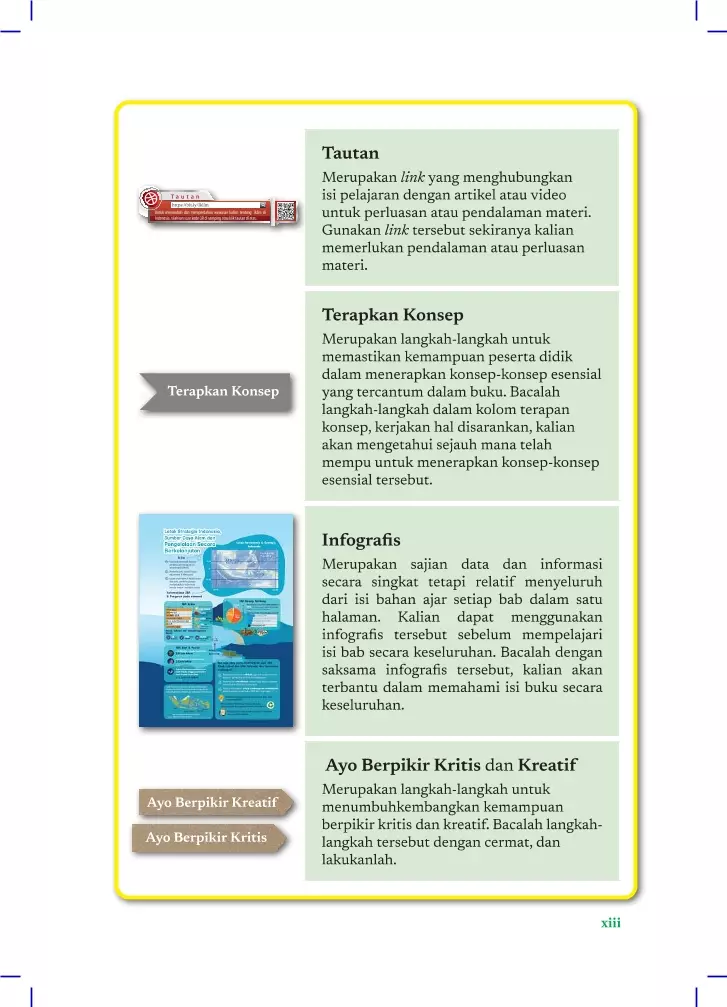 Tautan
Merupakan link yang menghubungkan
isi pelajaran dengan artikel atau video
untuk perluasan atau pendalaman materi.
Gunakan link tersebut sekiranya kalian
memerlukan pendalaman atau perluasan
materi.
Tautan
Terapkan Konsep
Merupakan langkah-langkah untuk
memastikan kemampuan peserta didik
dalam menerapkan konsep-konsep esensial
yang tercantum dalam buku. Bacalah
langkah-langkah dalam kolom terapan
konsep, kerjakan hal disarankan, kalian
akan mengetahui sejauh mana telah
mempu untuk menerapkan konsep-konsep
esensial tersebut.
Terapkan Konsep
Letak Strategis Indonesia,
Sumber Daya Alam dan
Pengelolaan Secara
Berkelanjutan
Infografis
Merupakan sajian data dan informasi
secara singkat tetapi relatif menyeluruh
dari isi bahan ajar setiap bab dalam satu
halaman. Kalian dapat menggunakan
infografis tersebut sebelum mempelajari
isi bab secara keseluruhan. Bacalah dengan
saksama infografis tersebut, kalian akan
terbantu dalam memahami isi buku secara
keseluruhan.
Ayo Berpikir Kritis dan Kreatif
Merupakan langkah-langkah untuk
menumbuhkembangkan kemampuan
berpikir kritis dan kreatif. Bacalah langkah-
langkah tersebut dengan cermat, dan
lakukanlah.
Ayo Berpikir Kreatif
Ayo Berpikir Kritis
xiii